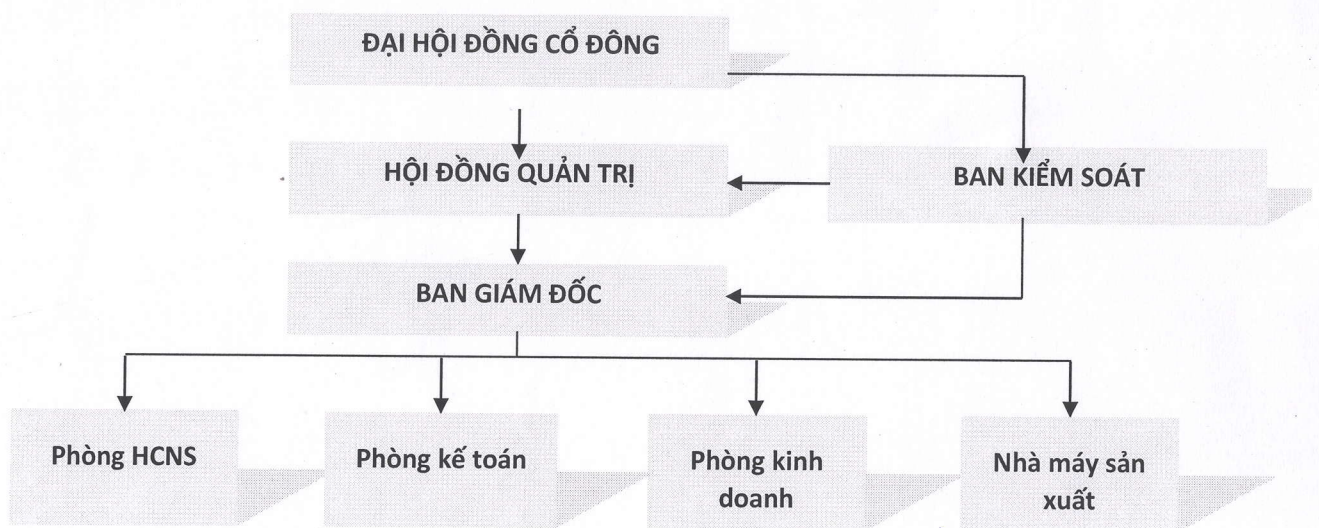 ĐẠI HỘI ĐỒNG CỔ ĐÔNG
HỘI ĐỒNG QUẢN TRỊ
BAN KIỂM SOÁT
BAN GIÁM ĐỐC
Phòng HCNS
Phòng kế toán
Phòng kinh
doanh
Nhà máy sản
xuất